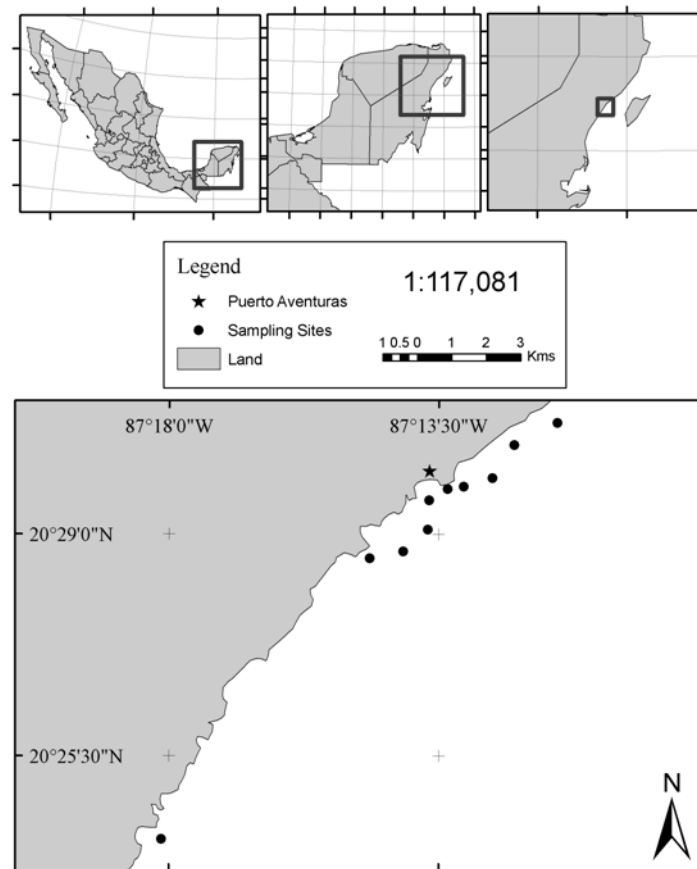 Legend
1:117,081
Puerto Aventuras
Sampling Sites
Land
1 0.5 0 1 2 3 Kms
87°18'0"W 87°13'30"W
20°29'0"N
20°25'30"N
N